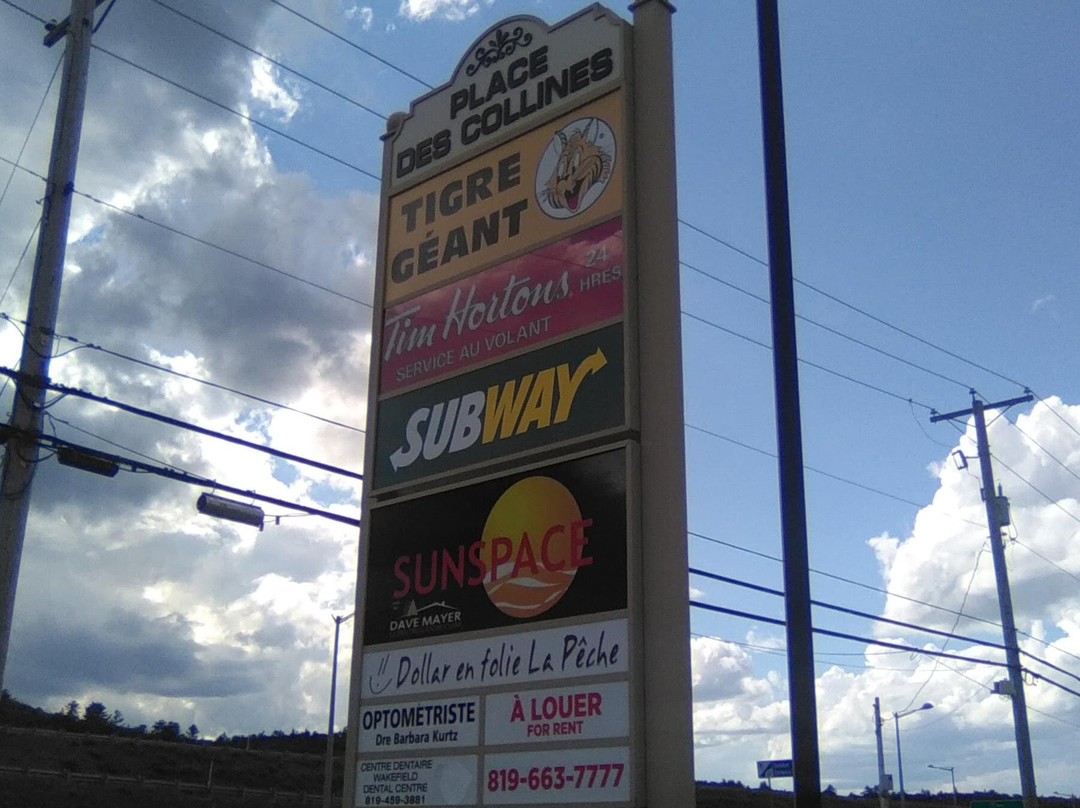 PLACE
DES COLLINES
TIGRE
GÉANT
Tim Hortons 24
HRES
SERVICE AU VOLANT
SUBWAY
SUNSPACE
DAVE MAYER
Dollar en folie La Pêche
OPTOMÉTRISTE
Dre Barbara Kurtz
À LOUER
FOR RENT
CENTRE DENTAIRE
WAKEFIELD
DENTAL CENTRE
819-459-3881
819-663-7777